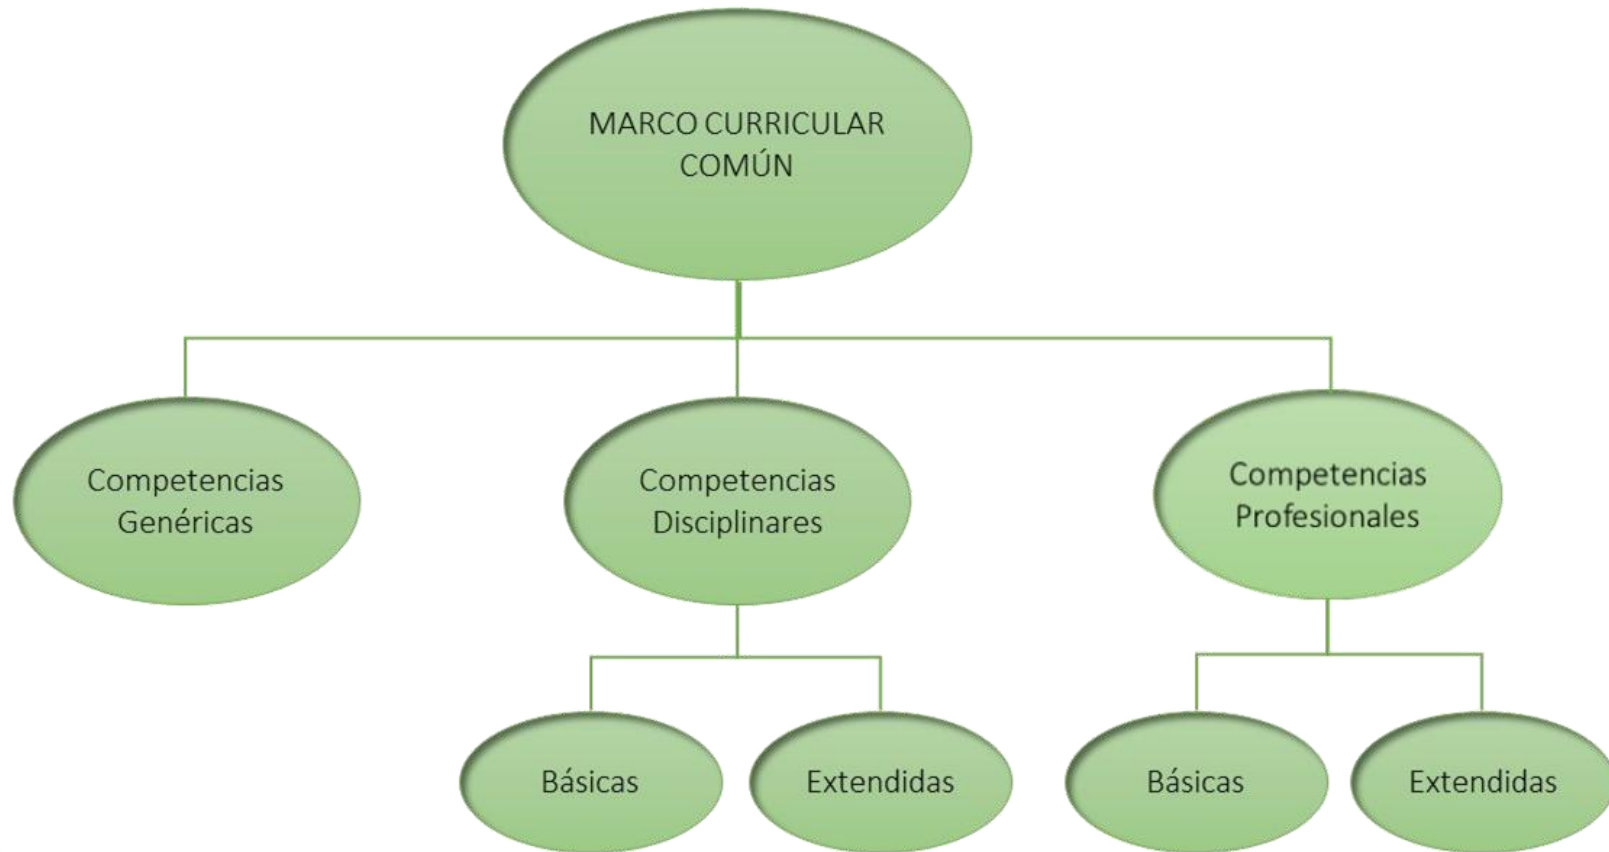 MARCO CURRICULAR
COMÚN
Competencias
Genéricas
Competencias
Disciplinares
Competencias
Profesionales
Básicas
Extendidas
Básicas
Extendidas